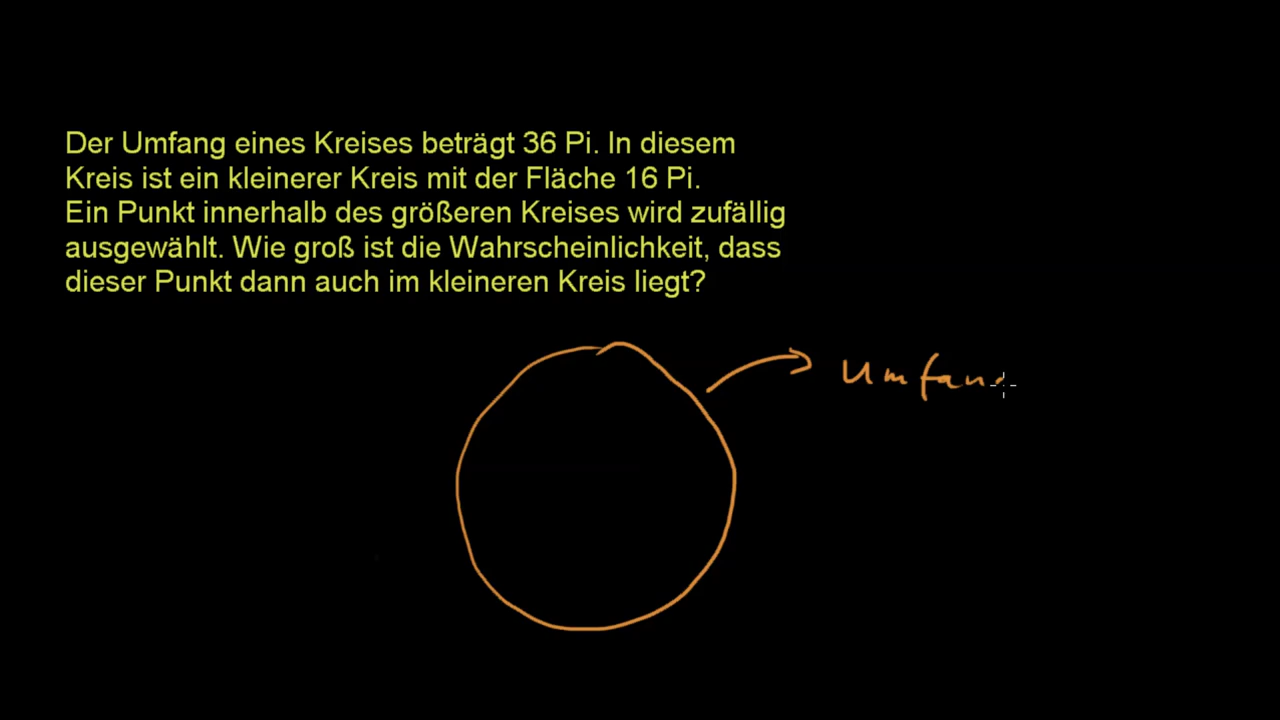 Der Umfang eines Kreises beträgt 36 Pi. In diesem
Kreis ist ein kleinerer Kreis mit der Fläche 16 Pi.
Ein Punkt innerhalb des größeren Kreises wird zufällig
ausgewählt. Wie groß ist die Wahrscheinlichkeit, dass
dieser Punkt dann auch im kleineren Kreis liegt?
Umfan